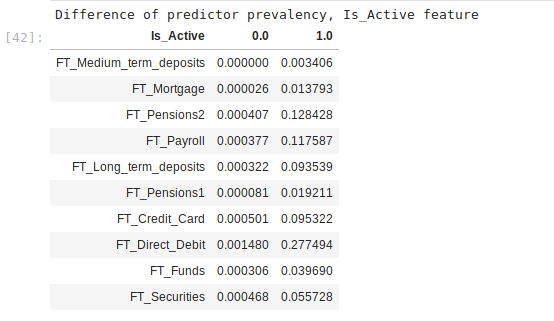 Difference of predictor prevalency, Is_Active feature
[42]:
Is_Active 0.0 1.0
FT_Medium_term_deposits 0.000000 0.003406
FT_Mortgage 0.000026 0.013793
FT_Pensions2 0.000407 0.128428
FT_Payroll 0.000377 0.117587
FT_Long_term_deposits 0.000322 0.093539
FT_Pensions1 0.000081 0.019211
FT_Credit_Card 0.000501 0.095322
FT_Direct_Debit 0.001480 0.277494
FT_Funds 0.000306 0.039690
FT_Securities 0.000468 0.055728